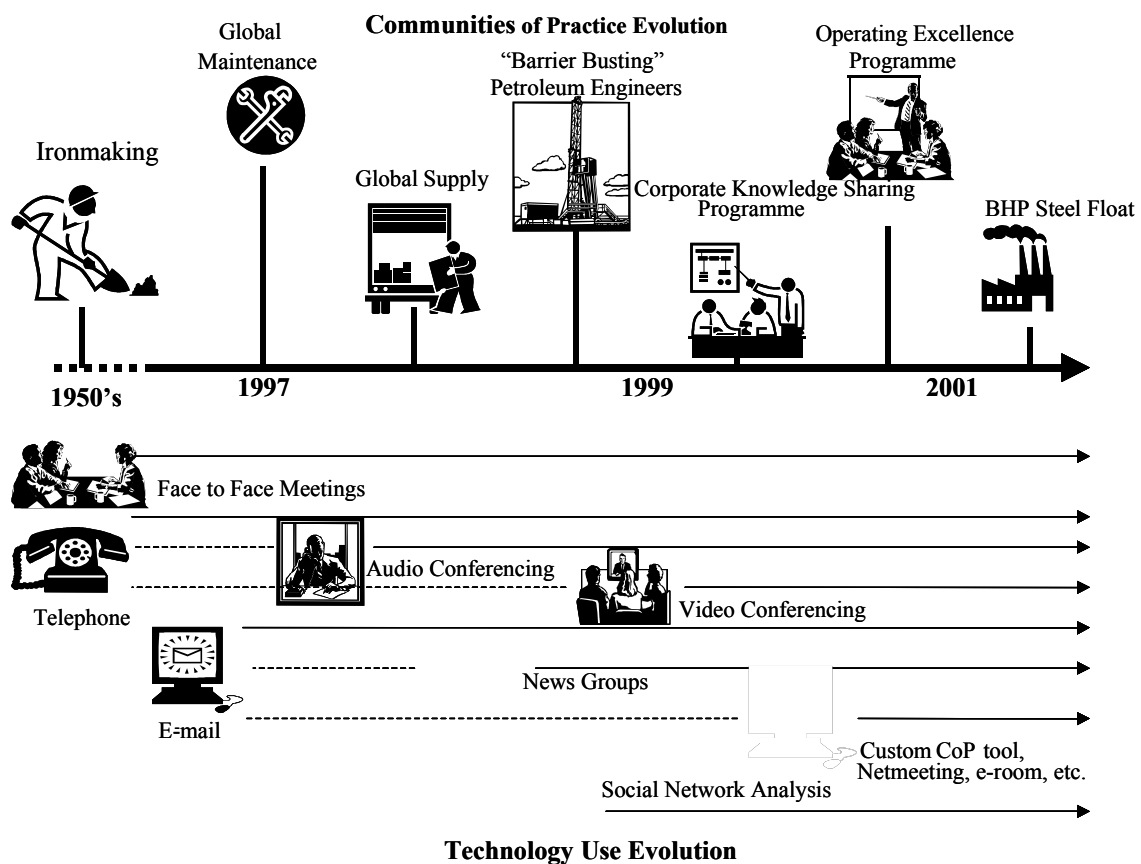 Communities of Practice Evolution
Global
Maintenance
"Barrier Busting"
Petroleum Engineers
Operating Excellence
Programme
Ironmaking
Global Supply
Corporate Knowledge Sharing
Programme
BHP Steel Float
1950's
1997
1999
2001
Face to Face Meetings
Audio Conferencing
Telephone
Video Conferencing
News Groups
E-mail
Custom CoP tool,
Netmeeting, e-room, etc.
Social Network Analysis
Technology Use Evolution